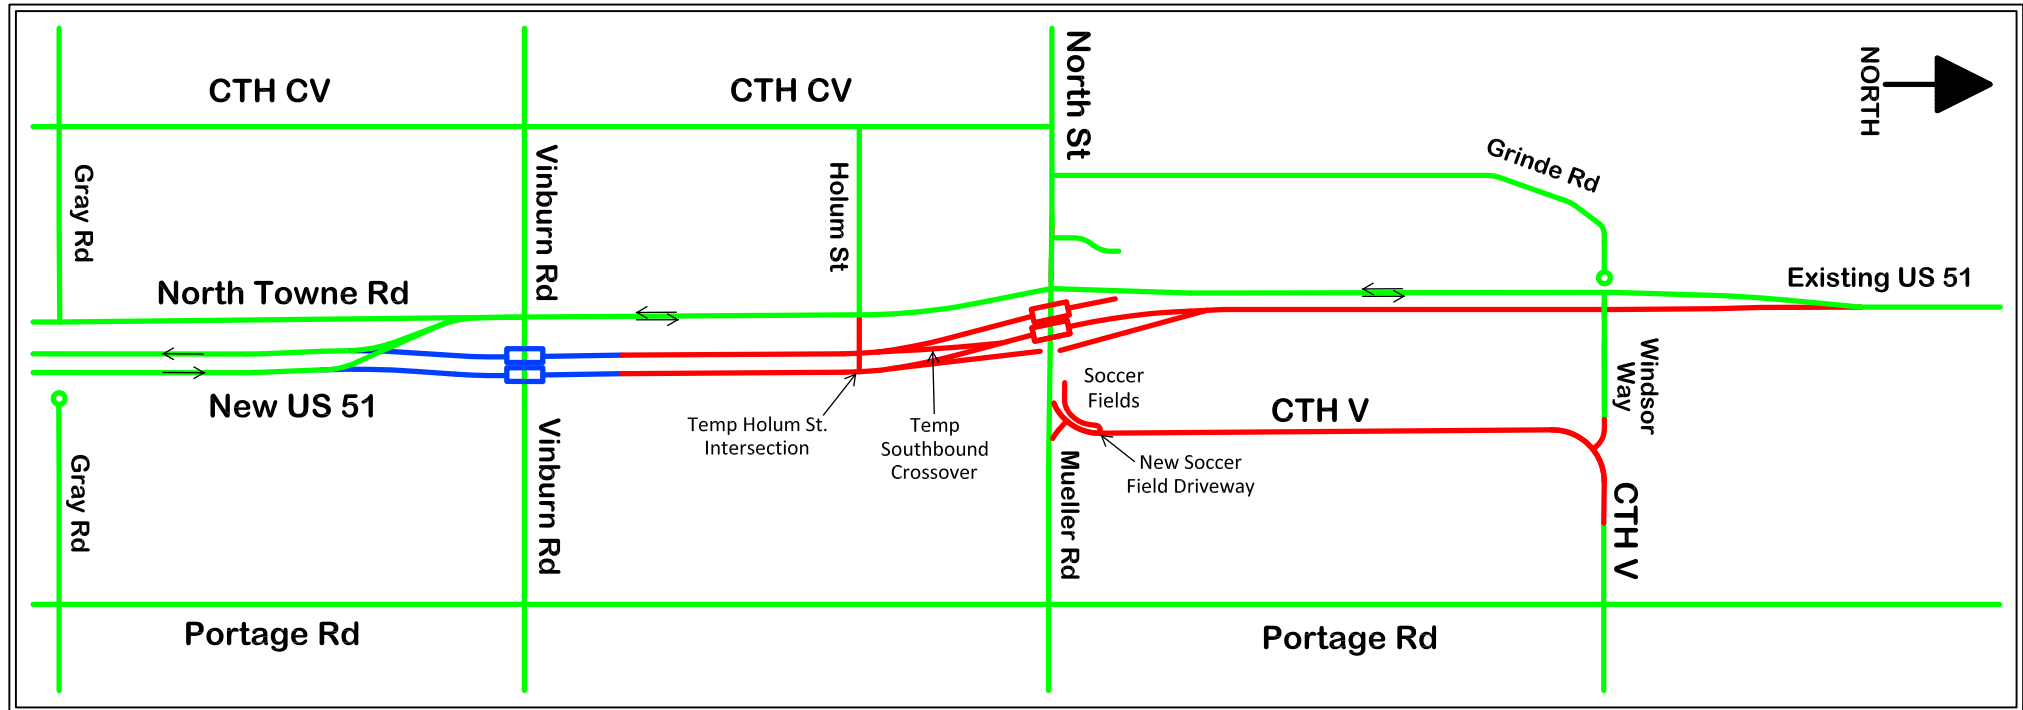 CTH CV
CTH CV
North St
NORTH
Gray Rd
Vinburn Rd
Holum St
Grinde Rd
North Towne Rd
Existing US 51
New US 51
Temp Holum St.
Intersection
Temp
Southbound
Crossover
Soccer
Fields
CTH V
Windsor
Way
New Soccer
Field Driveway
Gray Rd
Vinburn Rd
Mueller Rd
CTH V
Portage Rd
Portage Rd